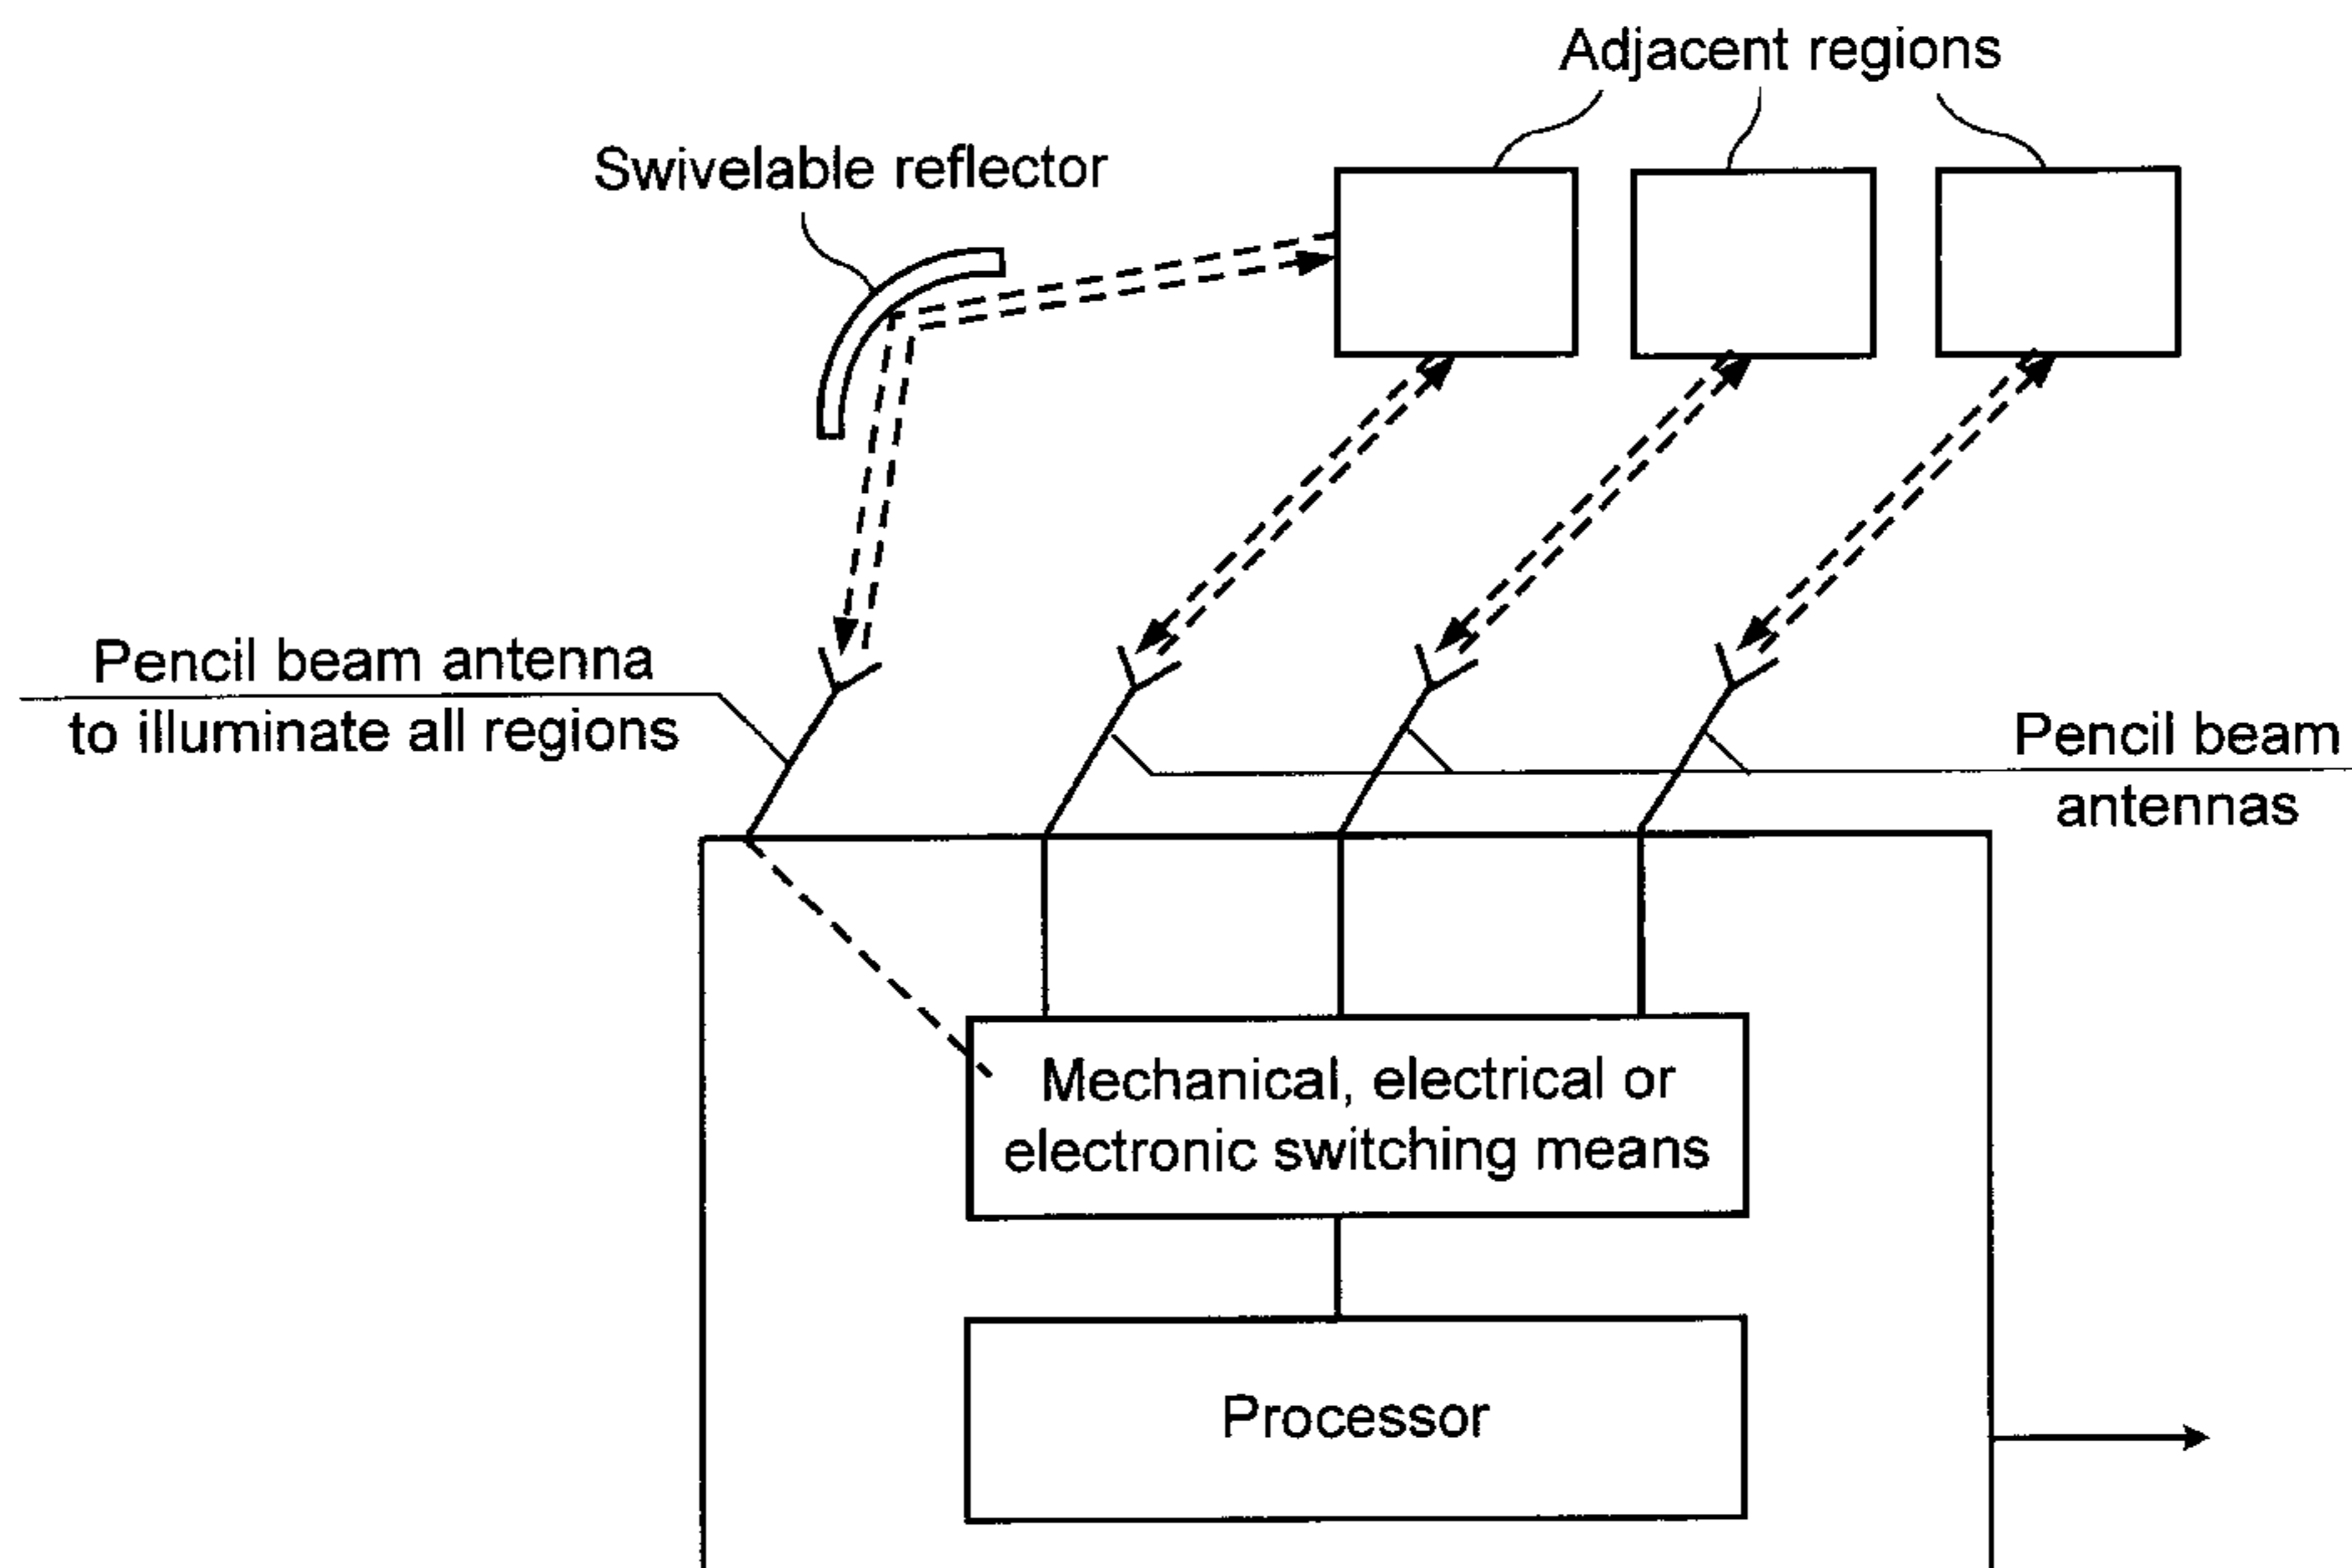 Adjacent regions
Swivelable reflector
Pencil beam antenna
to illuminate all regions
Pencil beam
antennas
Mechanical, electrical or
electronic switching means
Processor